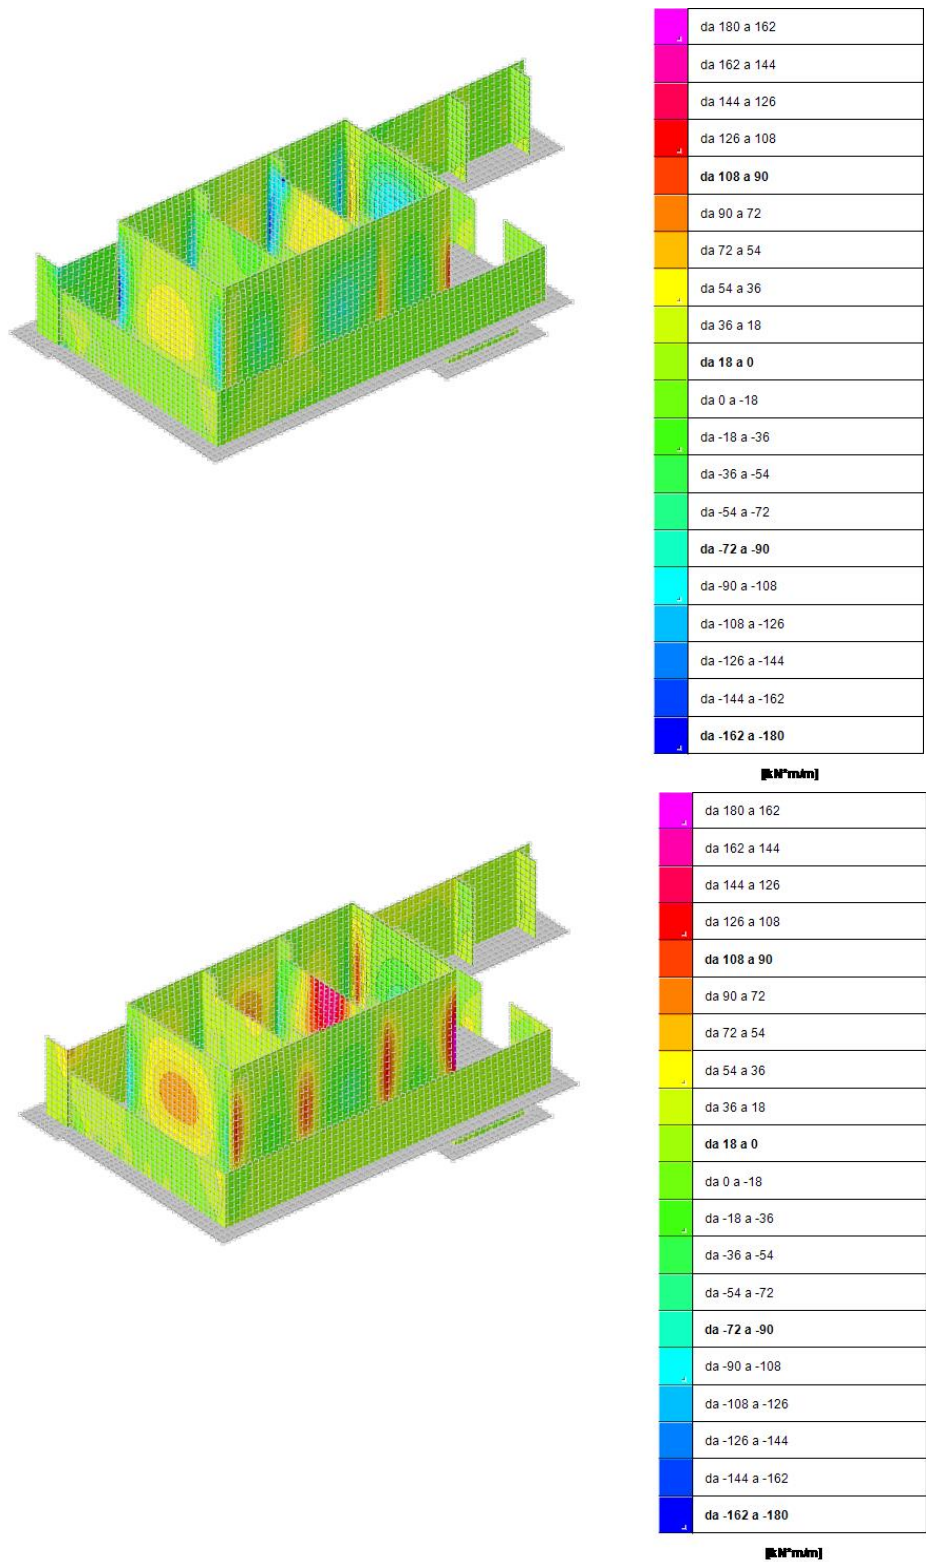 da 180 a 162
da 162 a 144
da 144 a 126
da 126 a 108
da 108 a 90
da 90 a 72
da 72 a 54
da 54 a 36
da 36 a 18
da 18 a 0
da 0 a -18
da -18 a -36
da -36 a -54
da -54 a -72
da -72 a -90
da -90 a -108
da -108 a -126
da -126 a -144
da -144 a -162
da -162 a -180
[kN*m/m]
da 180 a 162
da 162 a 144
da 144 a 126
da 126 a 108
da 108 a 90
da 90 a 72
da 72 a 54
da 54 a 36
da 36 a 18
da 18 a 0
da 0 a -18
da -18 a -36
da -36 a -54
da -54 a -72
da -72 a -90
da -90 a -108
da -108 a -126
da -126 a -144
da -144 a -162
da -162 a -180
[kN*m/m]